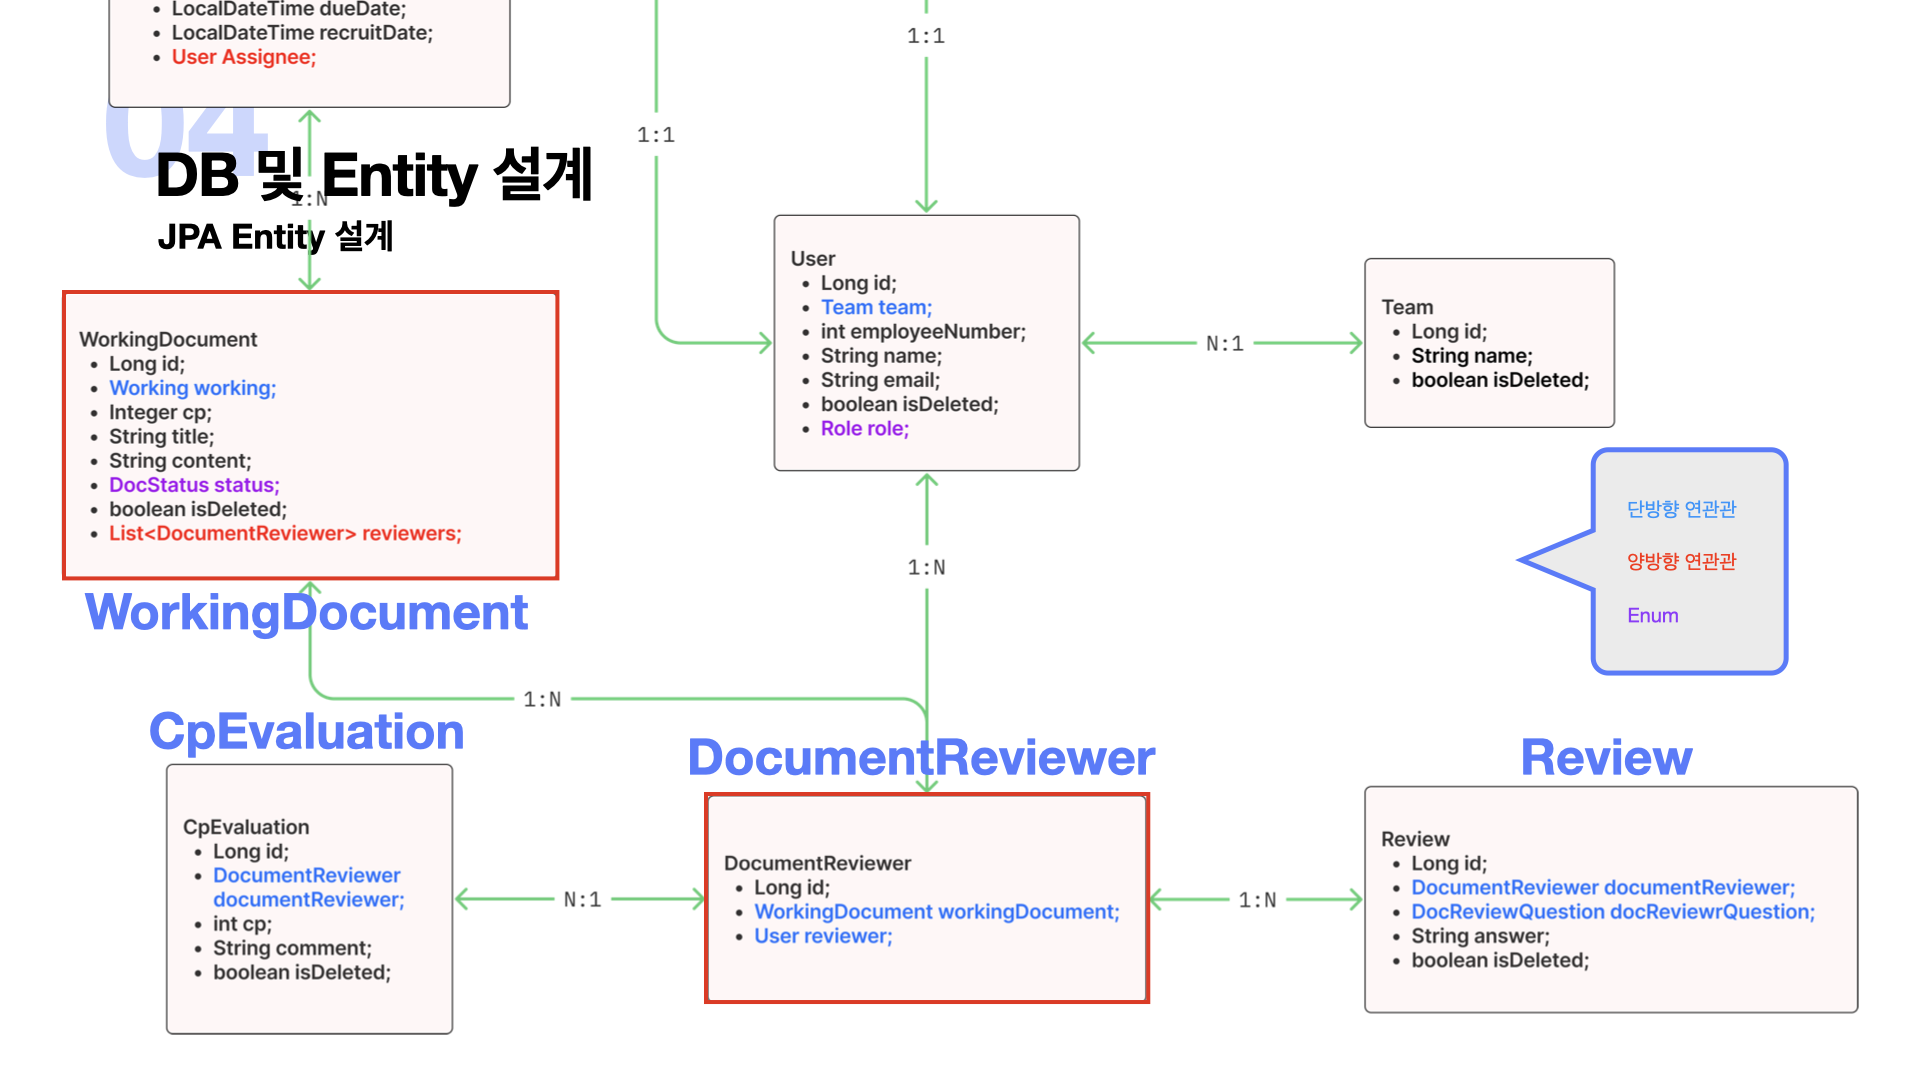 LocalDateTime dueDate;
LocalDateTime recruitDate;
User Assignee;
04
DB 및 Entity 설계
JPA Entity 설계
1:N
1:1
1:1
WorkingDocument
Long id;
Working working;
Integer cp;
String title;
String content;
DocStatus status;
boolean isDeleted;
List<DocumentReviewer> reviewers;
WorkingDocument
User
Long id;
Team team;
int employeeNumber;
String name;
String email;
boolean isDeleted;
Role role;
N:1
Team
Long id;
String name;
boolean isDeleted;
단방향 연관관
양방향 연관관
Enum
1:N
1:N
CpEvaluation
CpEvaluation
Long id;
DocumentReviewer
documentReviewer;
int cp;
String comment;
boolean isDeleted;
N:1
DocumentReviewer
DocumentReviewer
Long id;
WorkingDocument workingDocument;
User reviewer;
1:N
Review
Review
Long id;
DocumentReviewer documentReviewer;
DocReviewQuestion docReviewrQuestion;
String answer;
boolean isDeleted;